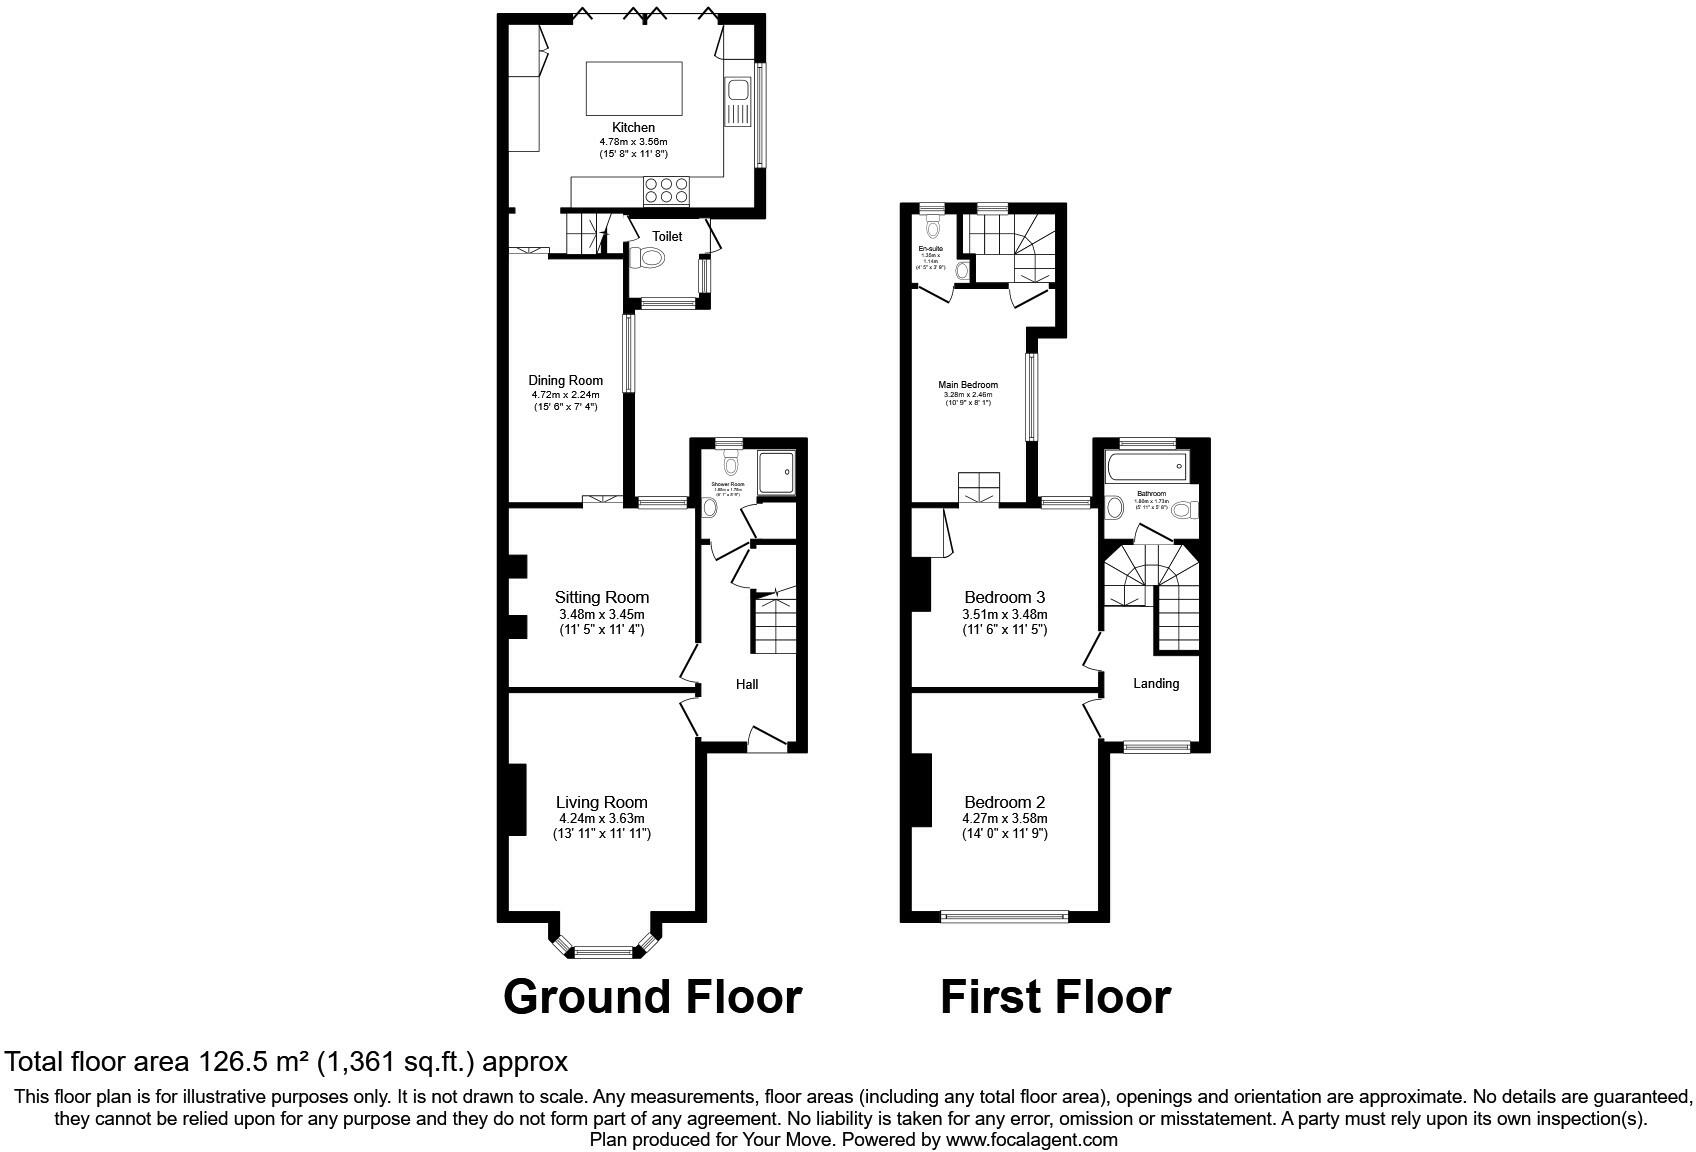 Kitchen
4.78m x 3.56m
(15' 8" x 11' 8")
Toilet
Dining Room
4.72m x 2.24m
(15' 6" x 7' 4")
Shower Room
Sitting Room
3.48m x 3.45m
(11' 5" x 11' 4")
Hall
Living Room
4.24m x 3.63m
(13' 11" x 11' 11")
Ground Floor
En-suite
1.35m x
1.14m
(4' 5" x 3' 9")
Main Bedroom
3.28m x 2.46m
(10' 9" x 8' 1")
Bathroom
1.80m x 1.73m
(5' 11" x 5' 8")
Bedroom 3
3.51m x 3.48m
(11' 6" x 11' 5")
Landing
Bedroom 2
4.27m x 3.58m
(14' 0" x 11' 9")
First Floor
Total floor area 126.5 m² (1,361 sq.ft.) approx
This floor plan is for illustrative purposes only. It is not drawn to scale. Any measurements, floor areas (including any total floor area), openings and orientation are approximate. No details are guaranteed,
they cannot be relied upon for any purpose and they do not form part of any agreement. No liability is taken for any error, omission or misstatement. A party must rely upon its own inspection(s).
Plan produced for Your Move. Powered by www.focalagent.com